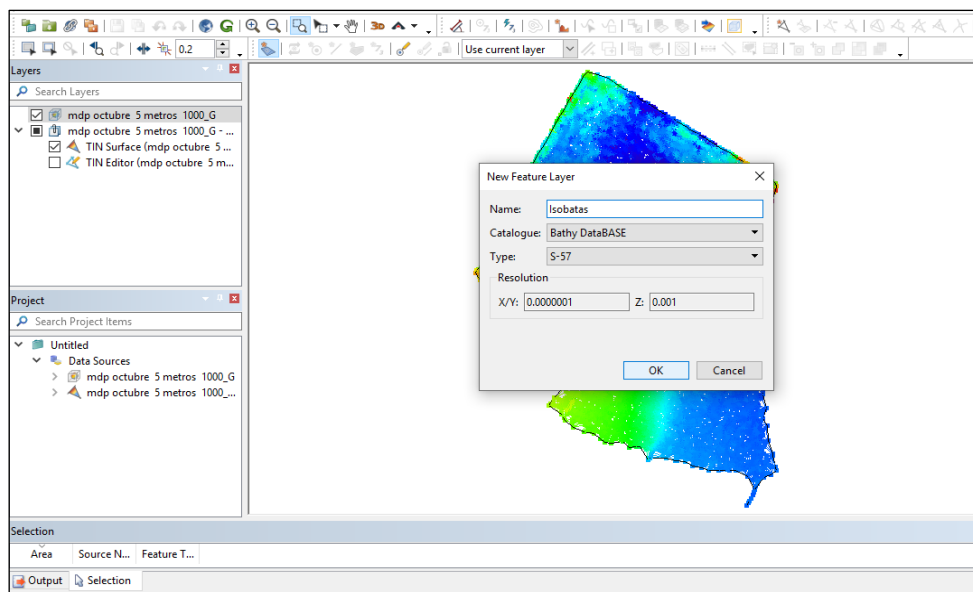 3D
0.2
Use current layer
Layers
Search Layers
mdp octubre 5 metros 1000_G
mdp octubre 5 metros 1000_G - ...
TIN Surface (mdp octubre 5 ...
TIN Editor (mdp octubre 5 m...
New Feature Layer
Name: Isobatas
Catalogue: Bathy DataBASE
Type: S-57
Resolution
X/Y: 0.0000001 Z: 0.001
OK Cancel
Project
Search Project Items
Untitled
Data Sources
mdp octubre 5 metros 1000_G
mdp octubre 5 metros 1000_...
Selection
Area Source N... Feature T...
Output Selection